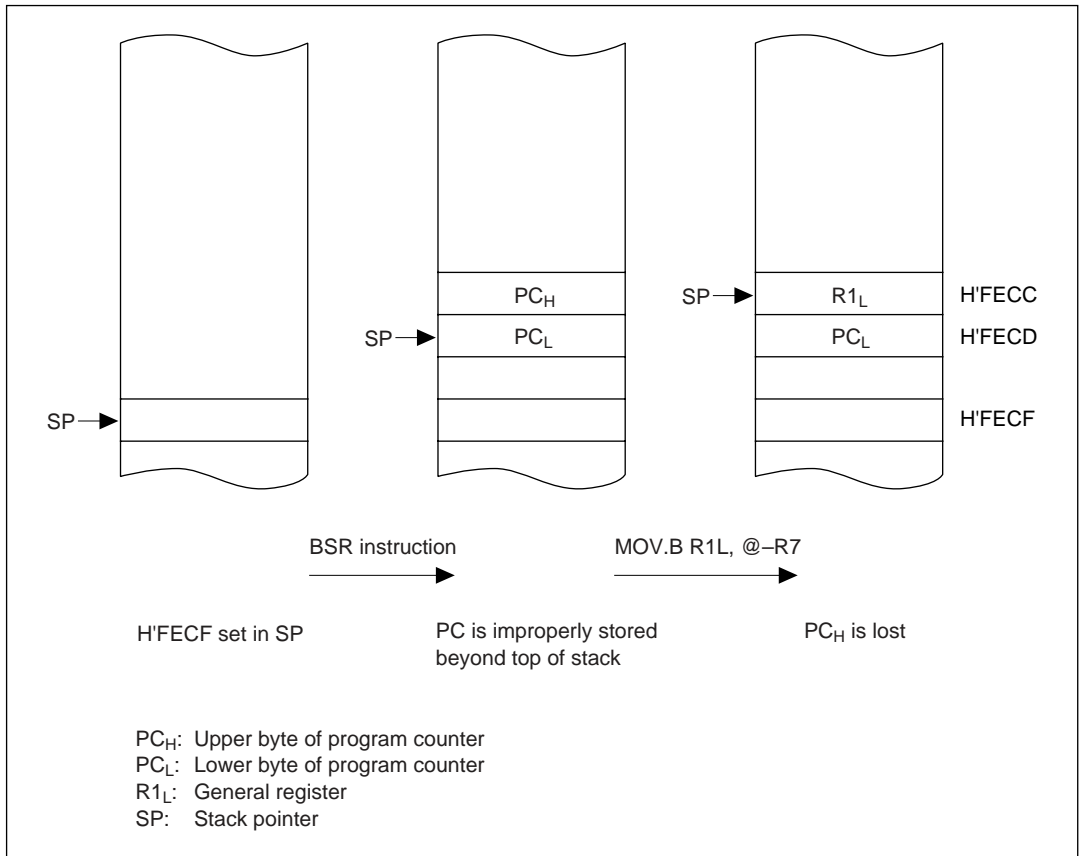 PCH
SP
R1L
H'FECC
SP
PCL
PCL
H'FECD
SP
H'FECF
BSR instruction
MOV.B R1L, @–R7
H'FECF set in SP
PC is improperly stored
beyond top of stack
PCH is lost
PCH: Upper byte of program counter
PCL: Lower byte of program counter
R1L: General register
SP: Stack pointer